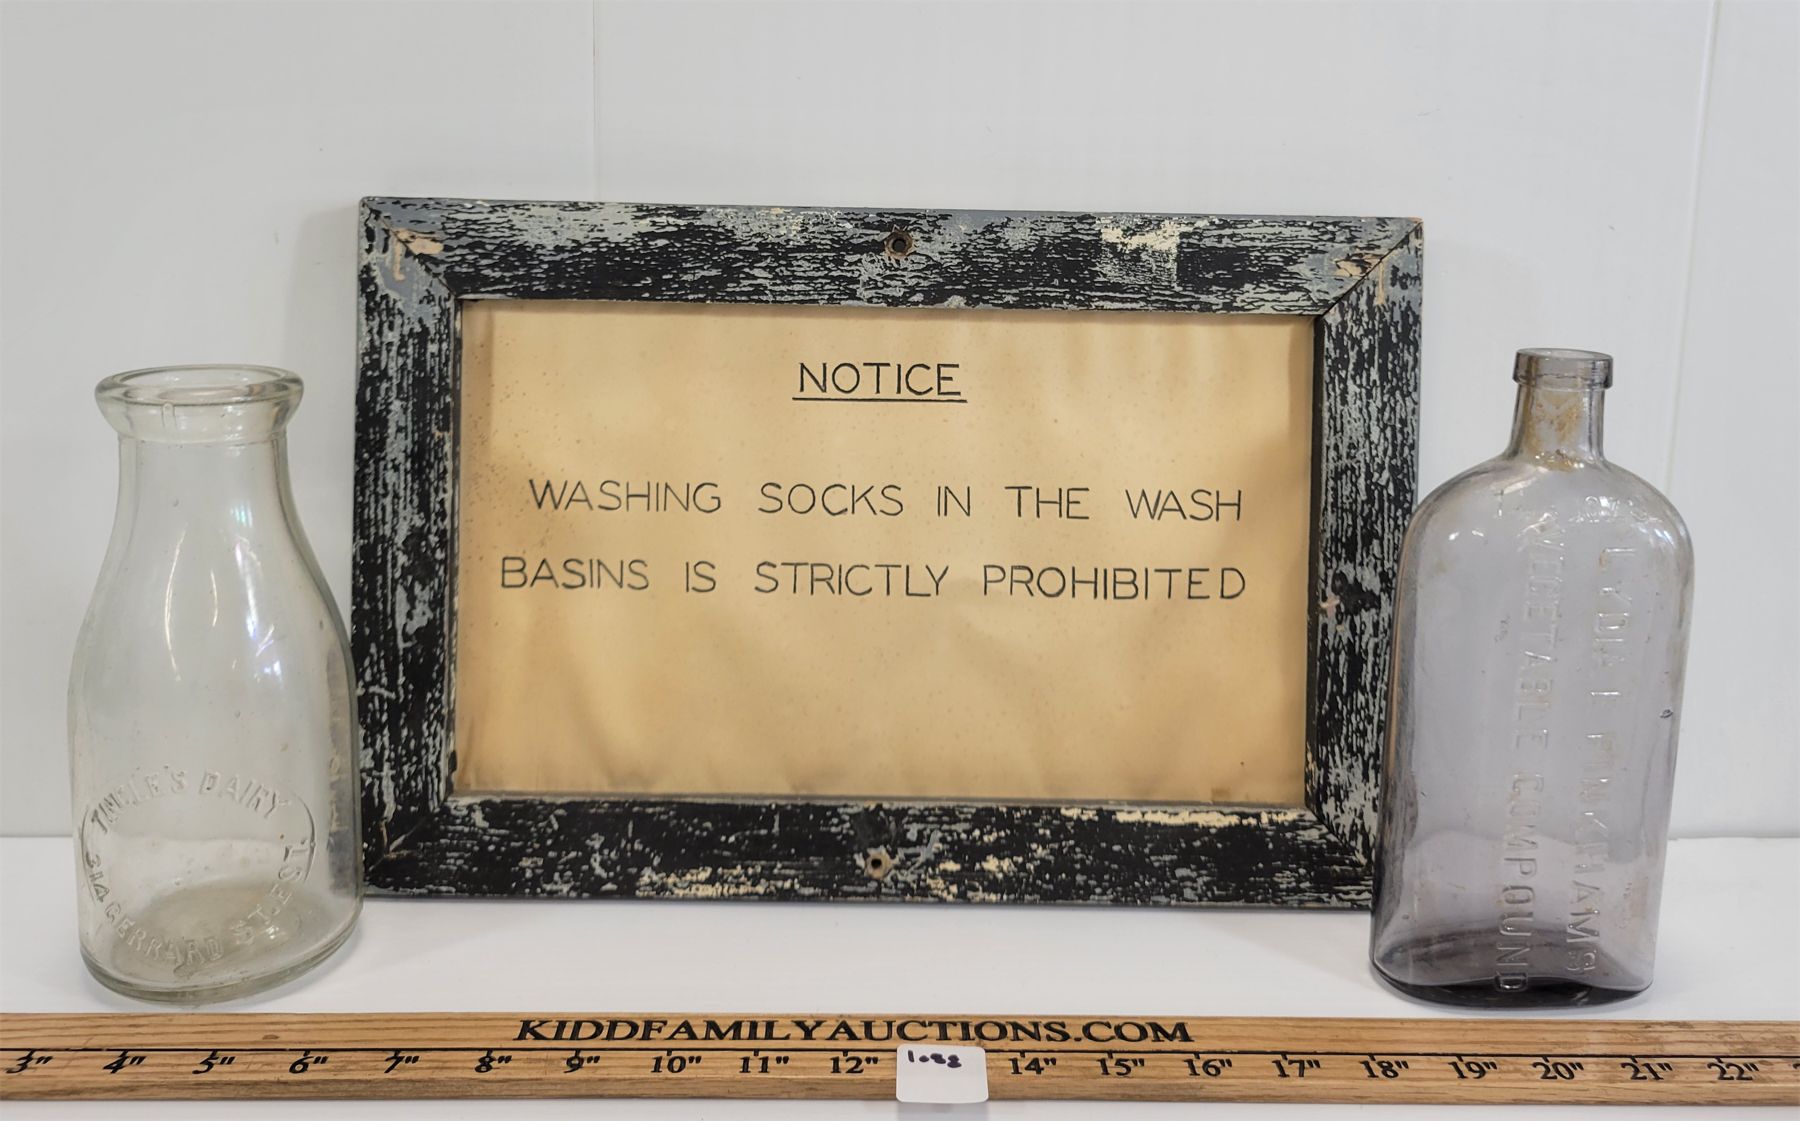 NOTICE
WASHING SOCKS IN THE WASH
BASINS IS STRICTLY PROHIBITED
TINGLE'S DAIRY
314 GERRARD ST. E.
LYDIA E PINKHAM'S
VEGETABLE COMPOUND
KIDDFAMILYAUCTIONS.COM
3" 4" 5" 6" 7" 8" 9" 10" 11" 12" 14" 15" 16" 17" 18" 19" 20" 21" 22"